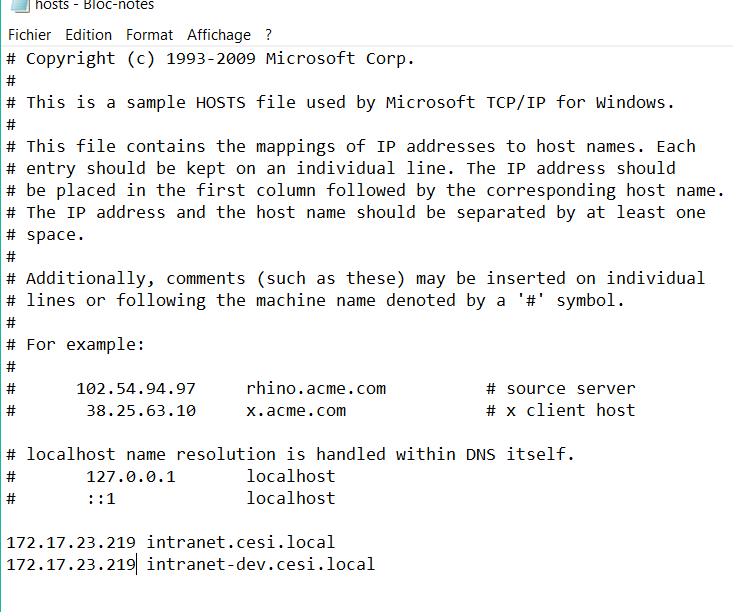 hosts - Bloc-notes
Fichier Edition Format Affichage ?
# Copyright (c) 1993-2009 Microsoft Corp.
#
# This is a sample HOSTS file used by Microsoft TCP/IP for Windows.
#
# This file contains the mappings of IP addresses to host names. Each
# entry should be kept on an individual line. The IP address should
# be placed in the first column followed by the corresponding host name.
# The IP address and the host name should be separated by at least one
# space.
#
# Additionally, comments (such as these) may be inserted on individual
# lines or following the machine name denoted by a '#' symbol.
#
# For example:
#
#      102.54.94.97     rhino.acme.com          # source server
#       38.25.63.10     x.acme.com              # x client host

# localhost name resolution is handled within DNS itself.
#       127.0.0.1       localhost
#       ::1             localhost

172.17.23.219 intranet.cesi.local
172.17.23.219 intranet-dev.cesi.local